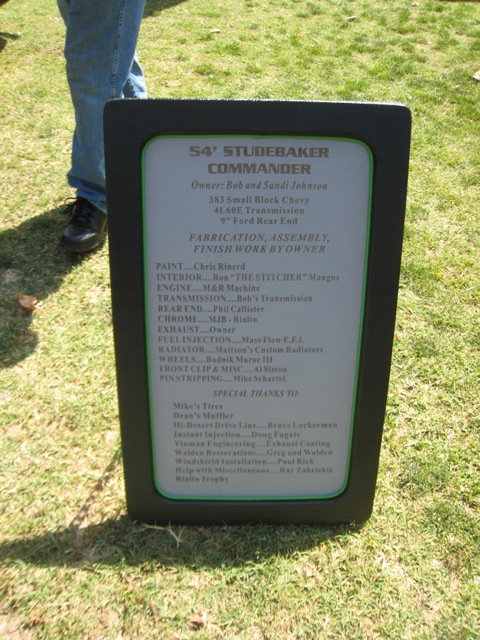 54' STUDEBAKER
COMMANDER
Owner: Bob and Sandi Johnson
383 Small Block Chevy
4L60E Transmission
9" Ford Rear End
FABRICATION, ASSEMBLY,
FINISH WORK BY OWNER
PAINT....Chris Rinerd
INTERIOR....Ron "THE STITCHER" Mangus
ENGINE....M&R Machine
TRANSMISSION....Bob's Transmission
REAR END....Phil Callister
CHROME....MJB - Rialto
EXHAUST....Owner
FUEL INJECTION....Mass Flow E.F.I.
RADIATOR....Mattson's Custom Radiators
WHEELS....Budnik Muroc III
FRONT CLIP & MISC....Al Simon
PIN STRIPPING....Mike Schartel
SPECIAL THANKS TO:
Mike's Tires
Dean's Muffler
Hi-Desert Drive Line....Bruce Lockerman
Instant Injection....Doug Fugate
Vinman Engineering....Exhaust Coating
Walden Restorations....Greg and Walden
Windshield Installation....Paul Rick
Help with Miscellaneous....Ray Zabriskie
Rialto Trophy